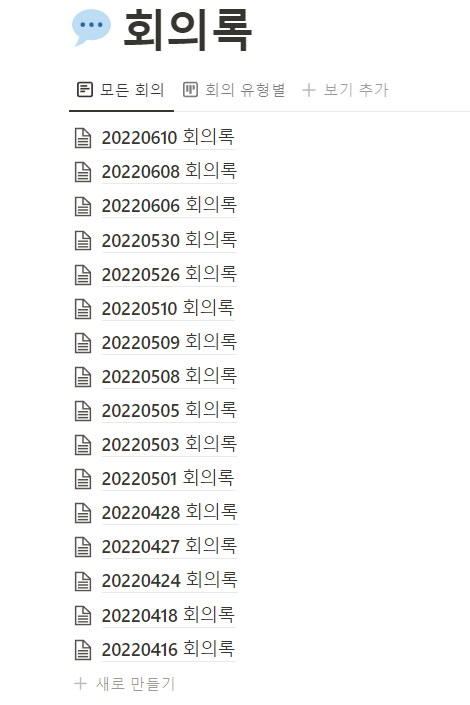 회의록
모든 회의 회의 유형별 + 보기 추가
20220610 회의록
20220608 회의록
20220606 회의록
20220530 회의록
20220526 회의록
20220510 회의록
20220509 회의록
20220508 회의록
20220505 회의록
20220503 회의록
20220501 회의록
20220428 회의록
20220427 회의록
20220424 회의록
20220418 회의록
20220416 회의록
+ 새로 만들기